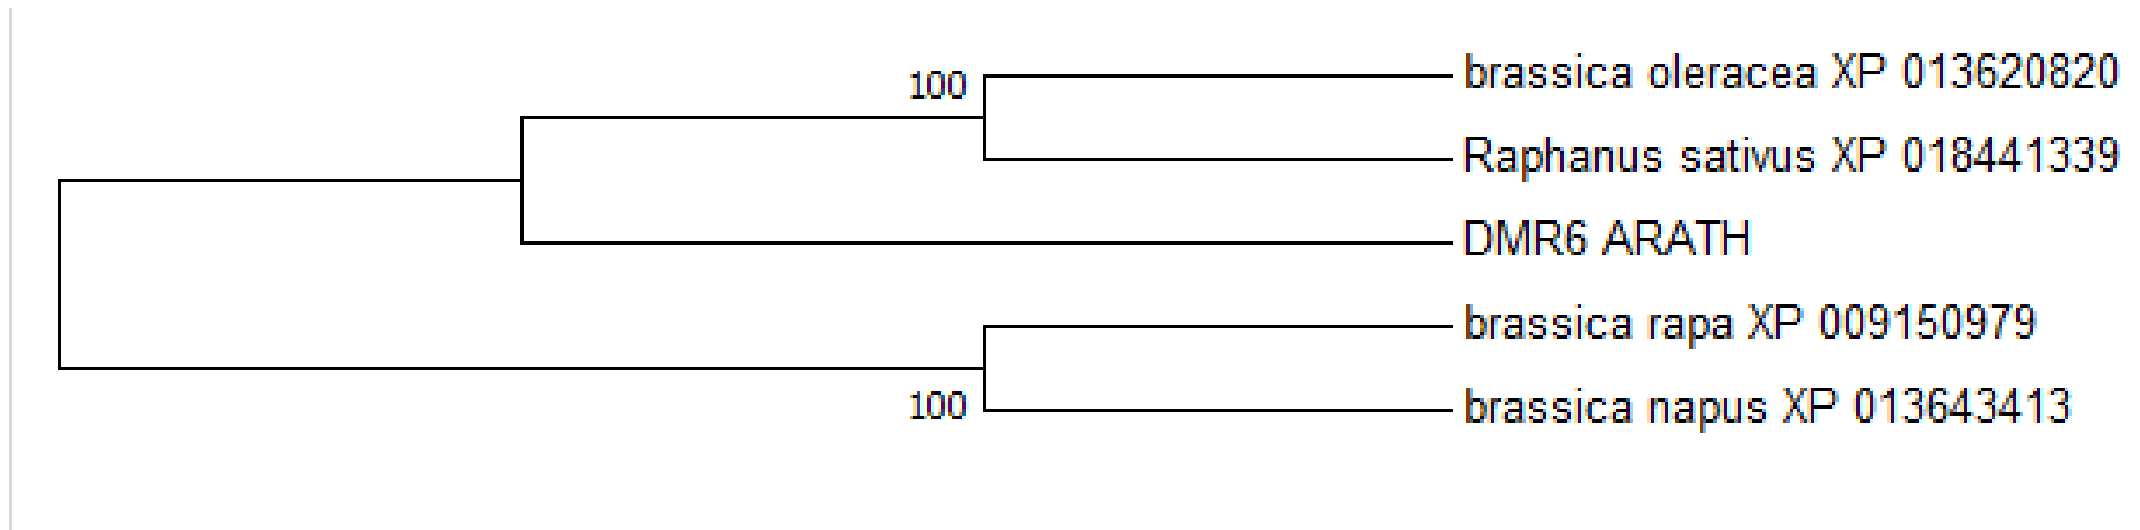 100
brassica oleracea XP 013620820
Raphanus sativus XP 018441339
DMR6 ARATH
brassica rapa XP 009150979
100
brassica napus XP 013643413